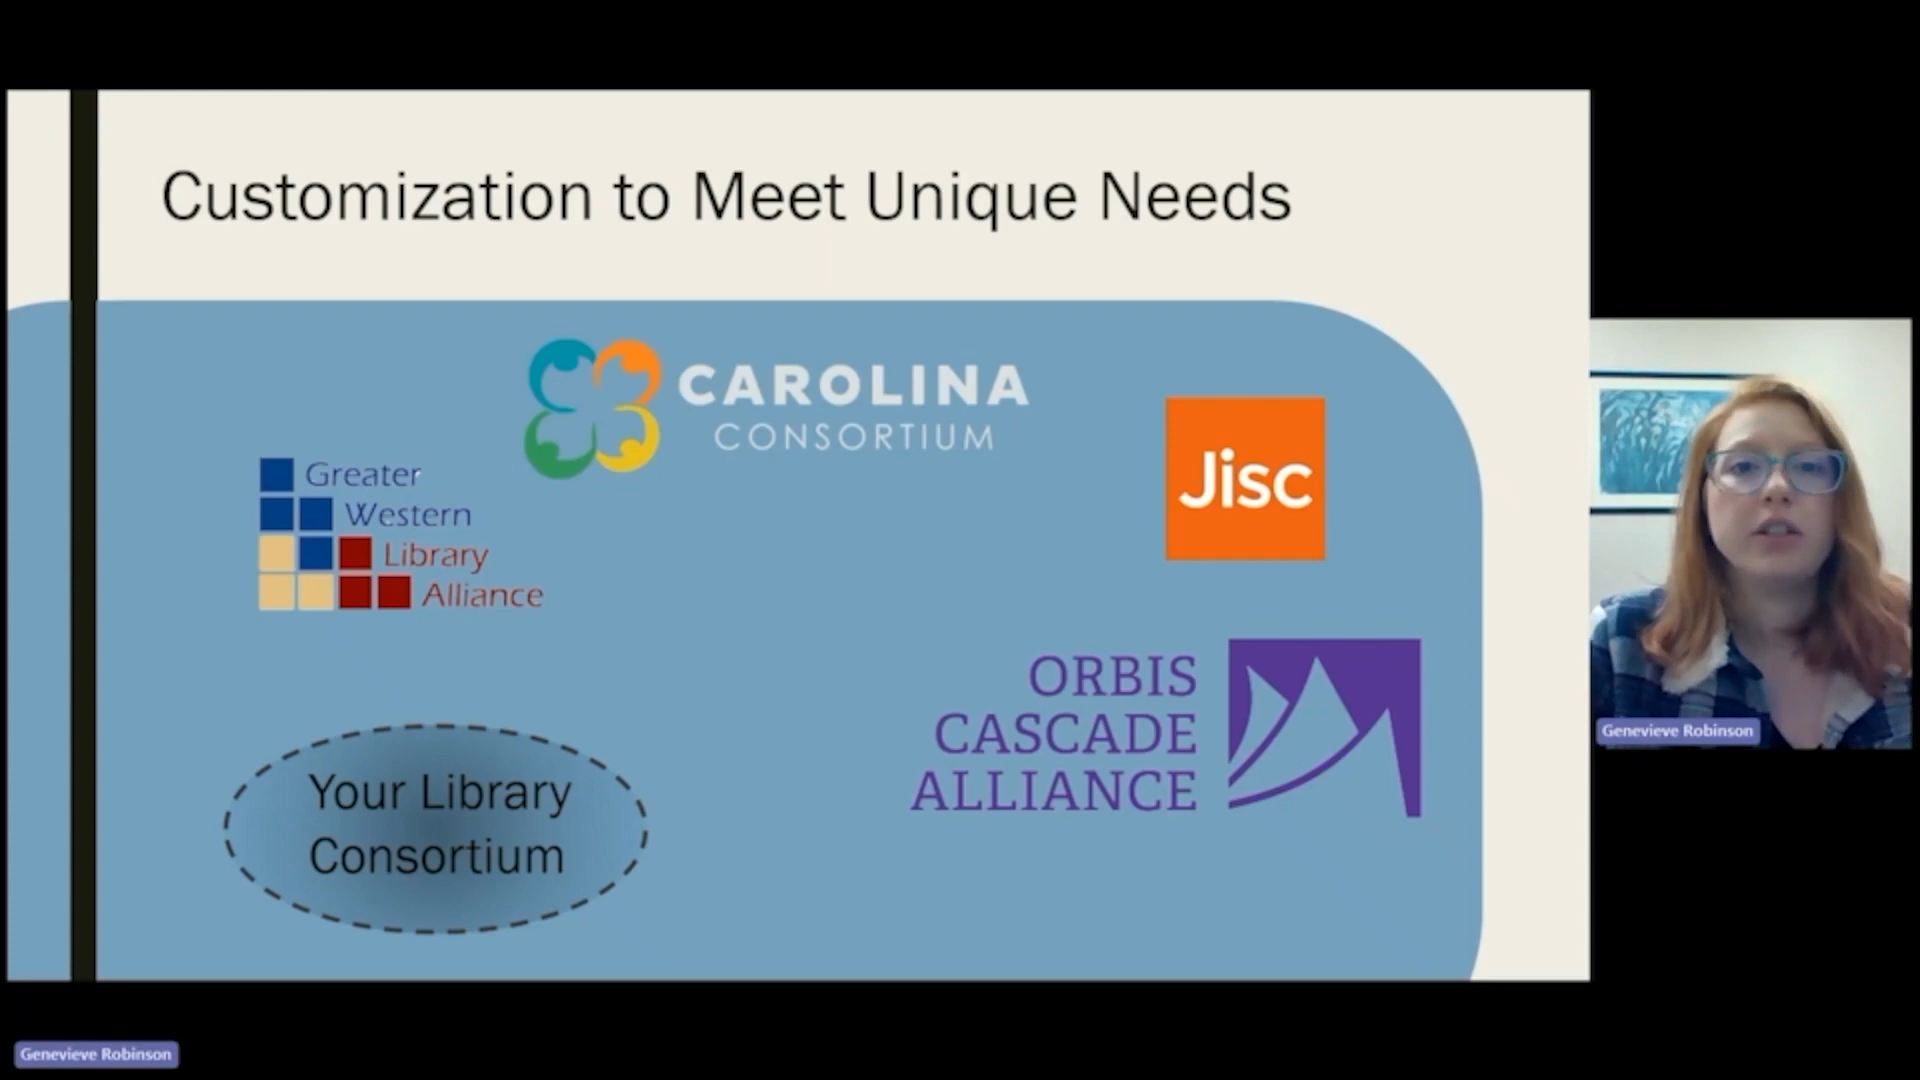 Customization to Meet Unique Needs
CAROLINA
CONSORTIUM
Greater
Western
Library
Alliance
Jisc
ORBIS
CASCADE
ALLIANCE
Your Library
Consortium
Genevieve Robinson
Genevieve Robinson